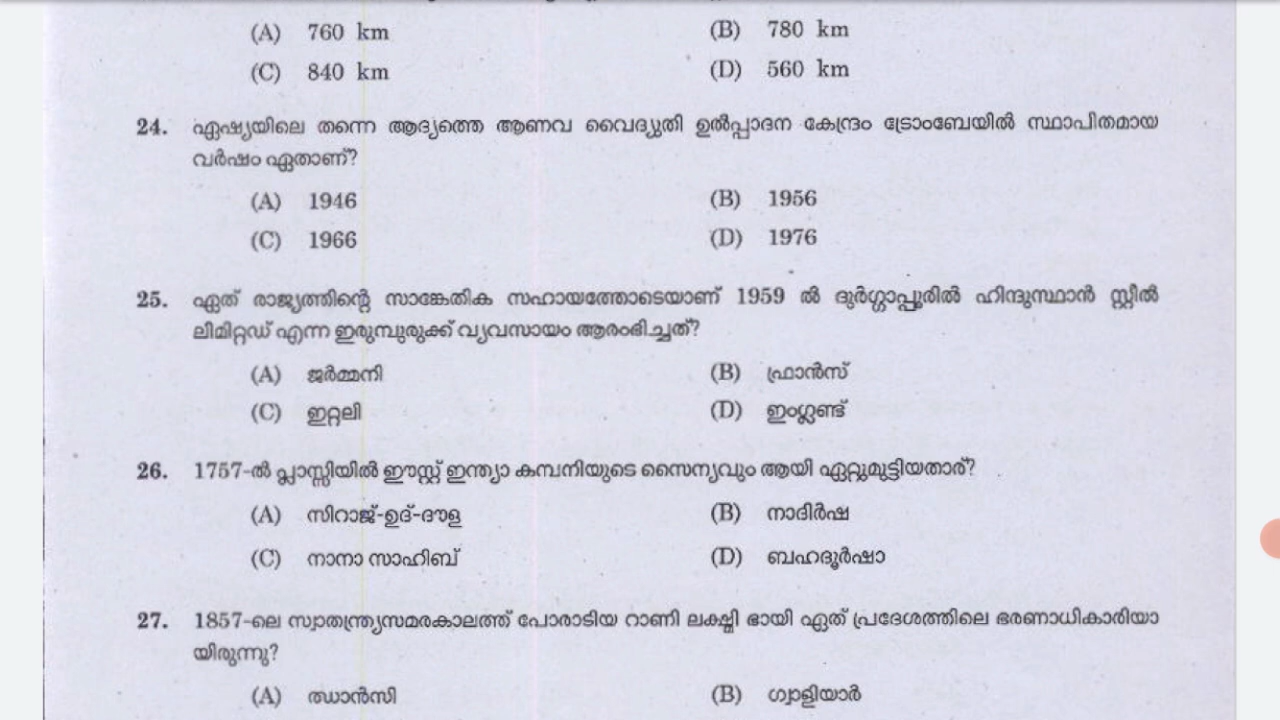 (A) 760 km (B) 780 km
(C) 840 km (D) 560 km
24. ഏഷ്യയിലെ തന്നെ ആദ്യത്തെ ആണവ വൈദ്യുതി ഉൽപ്പാദന കേന്ദ്രം ട്രോംബേയിൽ സ്ഥാപിതമായ
വർഷം ഏതാണ്?
(A) 1946 (B) 1956
(C) 1966 (D) 1976
25. ഏത് രാജ്യത്തിന്റെ സാങ്കേതിക സഹായത്തോടെയാണ് 1959 ൽ ദുർഗ്ഗാപ്പൂരിൽ ഹിന്ദുസ്ഥാൻ സ്റ്റീൽ
ലിമിറ്റഡ് എന്ന ഇരുമ്പുരുക്ക് വ്യവസായം ആരംഭിച്ചത്?
(A) ജർമ്മനി (B) ഫ്രാൻസ്
(C) ഇറ്റലി (D) ഇംഗ്ലണ്ട്
26. 1757-ൽ പ്ലാസ്സിയിൽ ഈസ്റ്റ് ഇന്ത്യാ കമ്പനിയുടെ സൈന്യവും ആയി ഏറ്റുമുട്ടിയതാര്?
(A) സിറാജ്-ഉദ്-ദൗള (B) നാദിർഷ
(C) നാനാ സാഹിബ് (D) ബഹദൂർഷാ
27. 1857-ലെ സ്വാതന്ത്ര്യസമരകാലത്ത് പോരാടിയ റാണി ലക്ഷ്മി ഭായി ഏത് പ്രദേശത്തിലെ ഭരണാധികാരിയാ
യിരുന്നു?
(A) ഝാൻസി (B) ഗ്വാളിയാർ